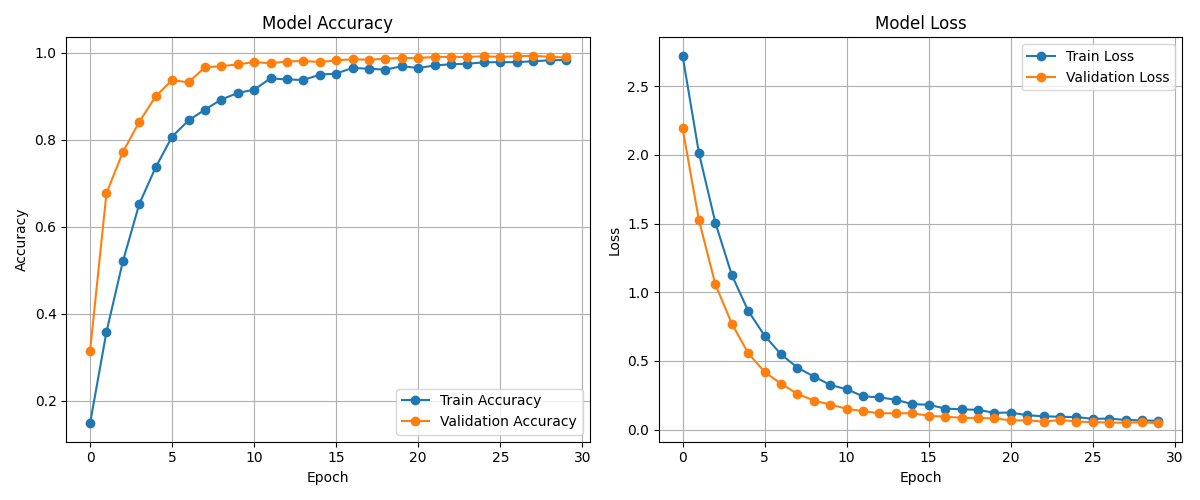 Model Accuracy
1.0
0.8
0.6
0.4
0.2
Accuracy
0
5
10
15
20
25
30
Epoch
Train Accuracy
Validation Accuracy
Model Loss
2.5
2.0
1.5
1.0
0.5
0.0
Loss
0
5
10
15
20
25
30
Epoch
Train Loss
Validation Loss